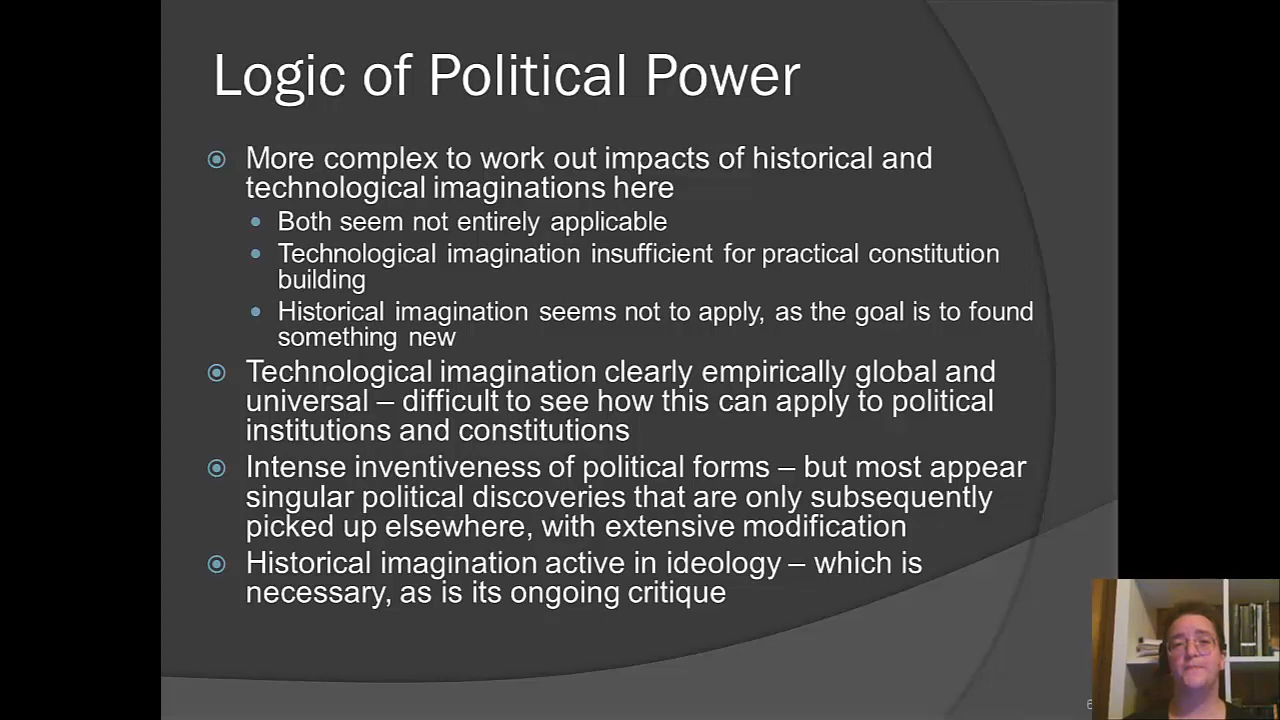 Logic of Political Power
More complex to work out impacts of historical and
technological imaginations here
Both seem not entirely applicable
Technological imagination insufficient for practical constitution
building
Historical imagination seems not to apply, as the goal is to found
something new
Technological imagination clearly empirically global and
universal – difficult to see how this can apply to political
institutions and constitutions
Intense inventiveness of political forms – but most appear
singular political discoveries that are only subsequently
picked up elsewhere, with extensive modification
Historical imagination active in ideology – which is
necessary, as is its ongoing critique